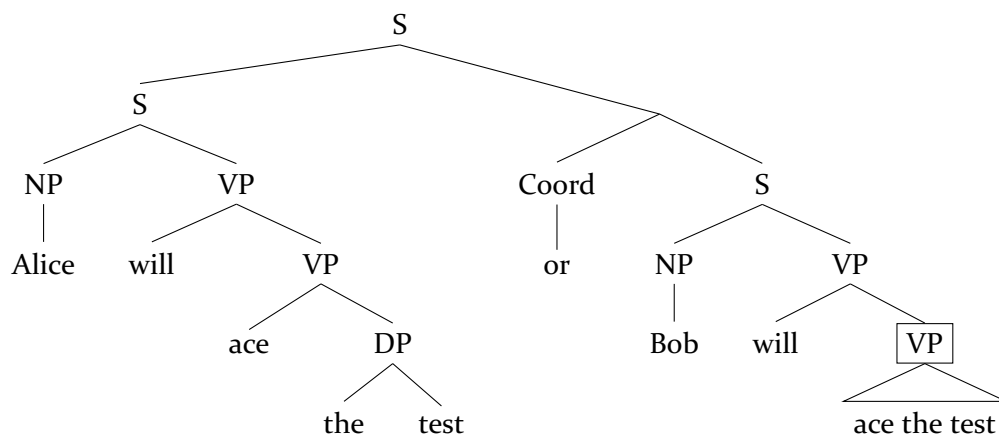 S
S
NP VP Coord S
Alice will VP or NP VP
ace DP Bob will VP
the test ace the test